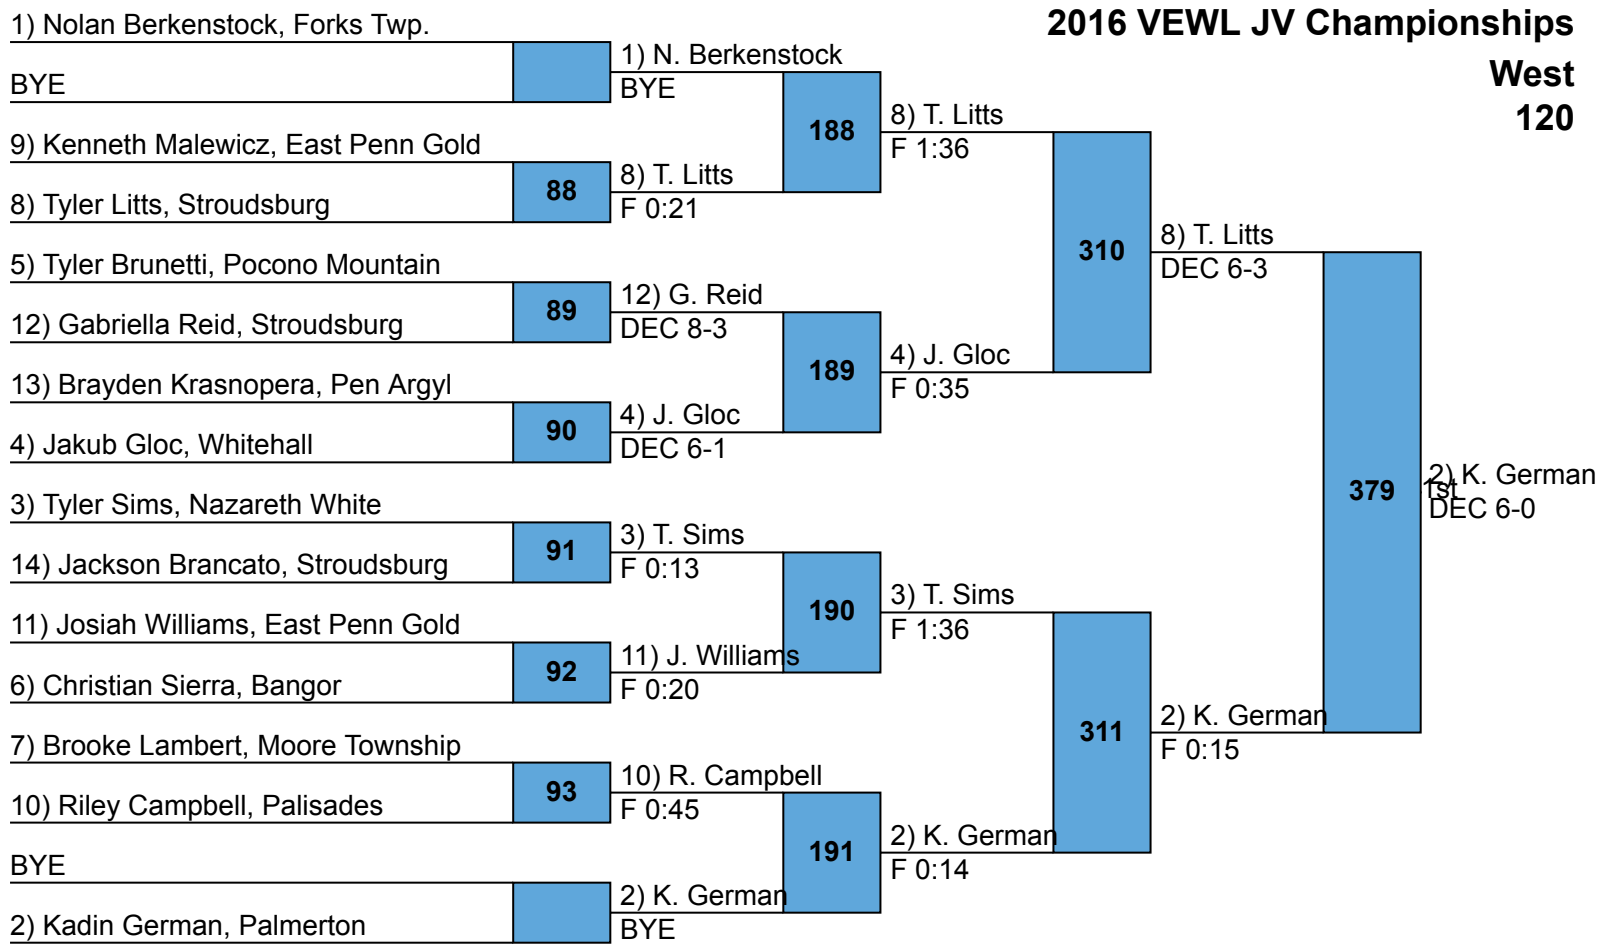 2016 VEWL JV Championships
West
120
1) Nolan Berkenstock, Forks Twp.
BYE
9) Kenneth Malewicz, East Penn Gold
8) Tyler Litts, Stroudsburg
5) Tyler Brunetti, Pocono Mountain
12) Gabriella Reid, Stroudsburg
13) Brayden Krasnopera, Pen Argyl
4) Jakub Gloc, Whitehall
3) Tyler Sims, Nazareth White
14) Jackson Brancato, Stroudsburg
11) Josiah Williams, East Penn Gold
6) Christian Sierra, Bangor
7) Brooke Lambert, Moore Township
10) Riley Campbell, Palisades
BYE
2) Kadin German, Palmerton
88
89
90
91
92
93
1) N. Berkenstock
BYE
8) T. Litts
F 0:21
12) G. Reid
DEC 8-3
4) J. Gloc
DEC 6-1
3) T. Sims
F 0:13
11) J. Williams
F 0:20
10) R. Campbell
F 0:45
2) K. German
BYE
188
189
190
191
8) T. Litts
F 1:36
4) J. Gloc
F 0:35
3) T. Sims
F 1:36
2) K. German
F 0:14
310
311
8) T. Litts
DEC 6-3
2) K. German
F 0:15
379
2) K. German
1st
DEC 6-0